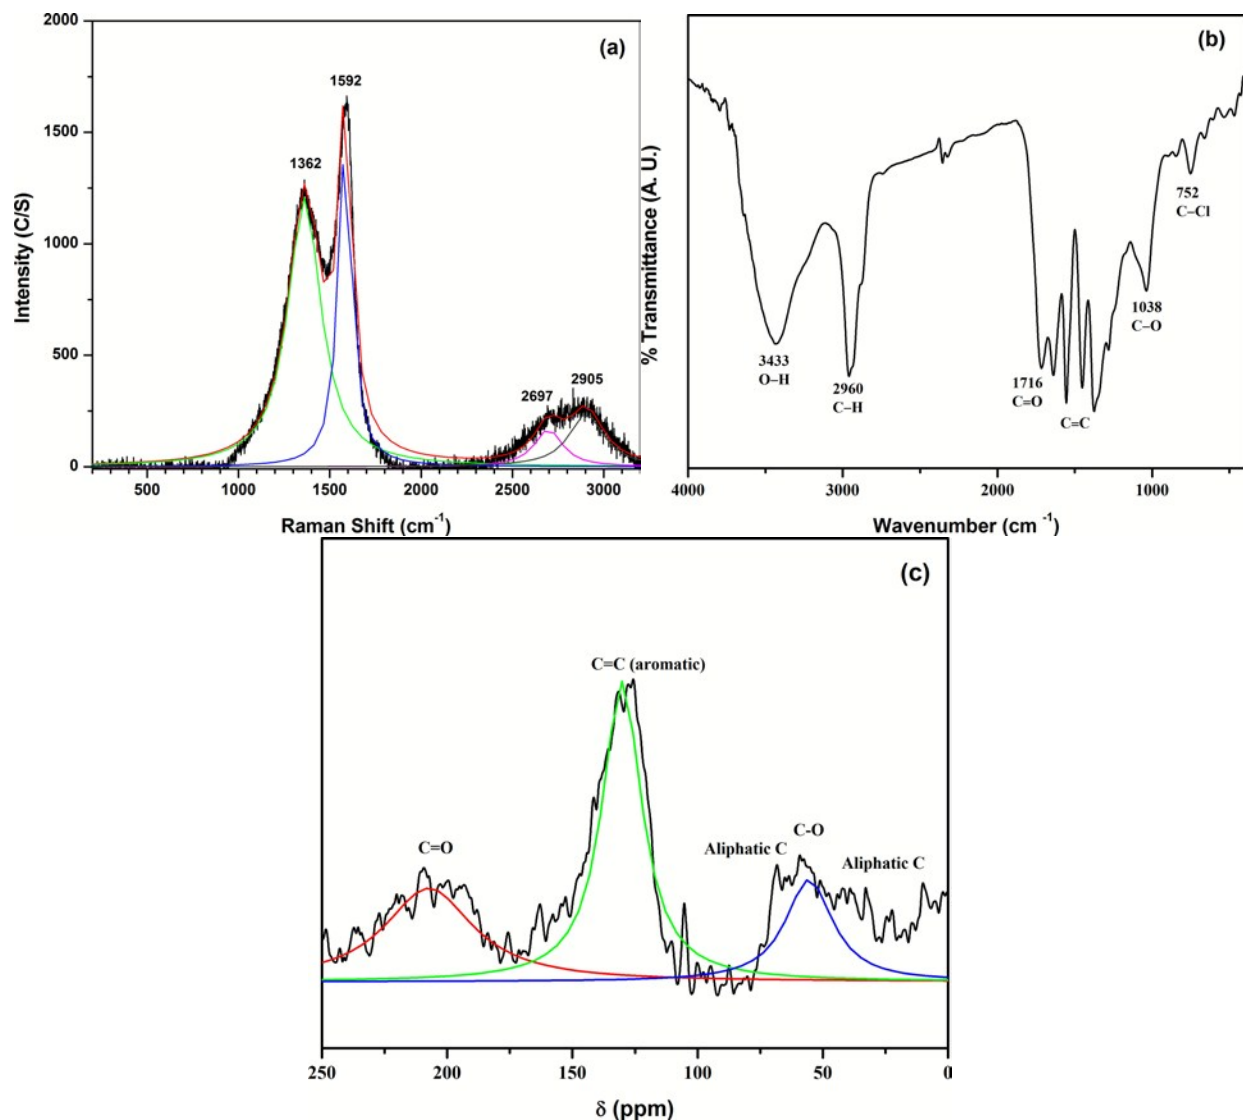 (a)
2000
1500
1000
500
0
Intensity (C/S)
1362
1592
2697
2905
500 1000 1500 2000 2500 3000
Raman Shift (cm⁻¹)
(b)
% Transmittance (A. U.)
3433
O–H
2960
C–H
1716
C=O
C=C
1038
C–O
752
C–Cl
4000 3000 2000 1000
Wavenumber (cm ⁻¹)
(c)
C=O
C=C (aromatic)
Aliphatic C
C-O
Aliphatic C
250 200 150 100 50 0
δ (ppm)